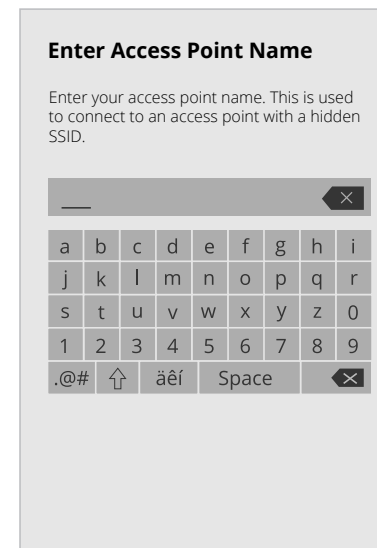 Enter Access Point Name
Enter your access point name. This is used
to connect to an access point with a hidden
SSID.
a b c d e f g h i
j k l m n o p q r
s t u v w x y z 0
1 2 3 4 5 6 7 8 9
.@# äêí Space